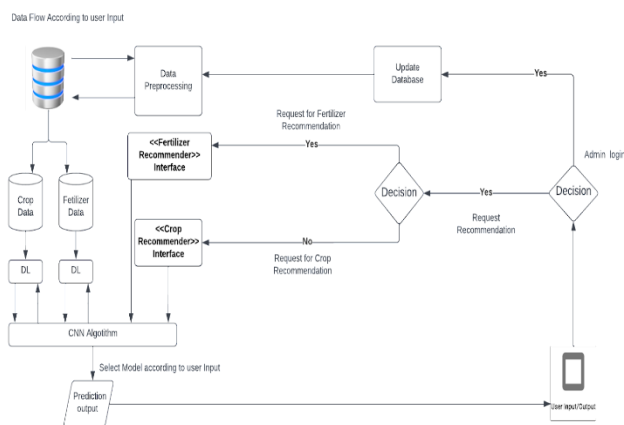 Data Flow According to user Input
Data
Preprocessing
Update
Database
Yes
Request for Fertilizer
Recommendation
Yes
<<Fertilizer
Recommender>>
Interface
Admin login
Decision
Decision
Yes
Request
Recommendation
Crop
Data
Fetilizer
Data
<<Crop
Recommender>>
Interface
No
Request for Crop
Recommendation
DL
DL
CNN Algotithm
Select Model according to user Input
Prediction
output
User Input/Output